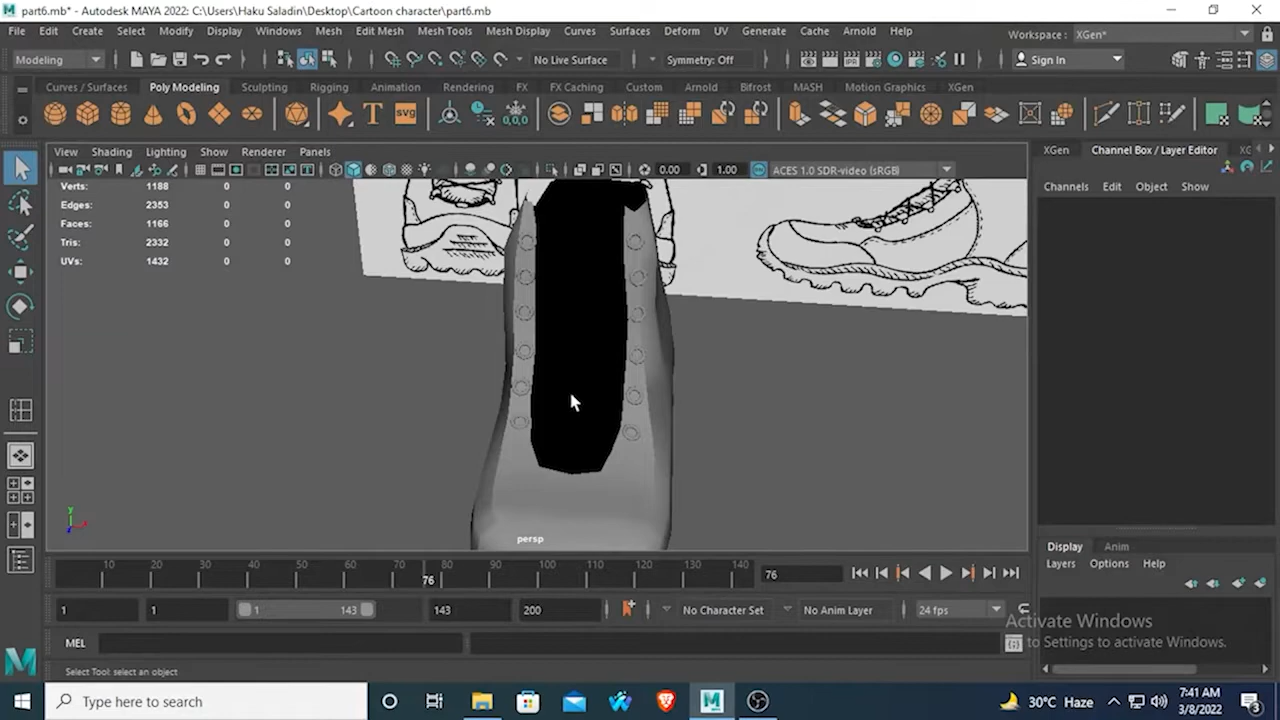 part6.mb* - Autodesk MAYA 2022: C:\Users\Haku Saladin\Desktop\Cartoon character\part6.mb
File Edit Create Select Modify Display Windows Mesh Edit Mesh Mesh Tools Mesh Display Curves Surfaces Deform UV Generate Cache Arnold Help Workspace : XGen*
Modeling No Live Surface Symmetry: Off Sign In
Curves / Surfaces Poly Modeling Sculpting Rigging Animation Rendering FX FX Caching Custom Arnold Bifrost MASH Motion Graphics XGen
T svg 0,0,0
View Shading Lighting Show Renderer Panels
XGen Channel Box / Layer Editor XG
0.00 1.00 ACES 1.0 SDR-video (sRGB)
Channels Edit Object Show
Verts: 1188 0 0
Edges: 2353 0 0
Faces: 1166 0 0
Tris: 2332 0 0
UVs: 1432 0 0
y
persp
Display Anim
Layers Options Help
10 20 30 40 50 60 70 80 90 100 110 120 130 140
76 76
1 1 1 143 143 200 No Character Set No Anim Layer 24 fps
Activate Windows
to Settings to activate Windows.
MEL
Select Tool: select an object
Type here to search 30°C Haze 7:41 AM
3/8/2022 3